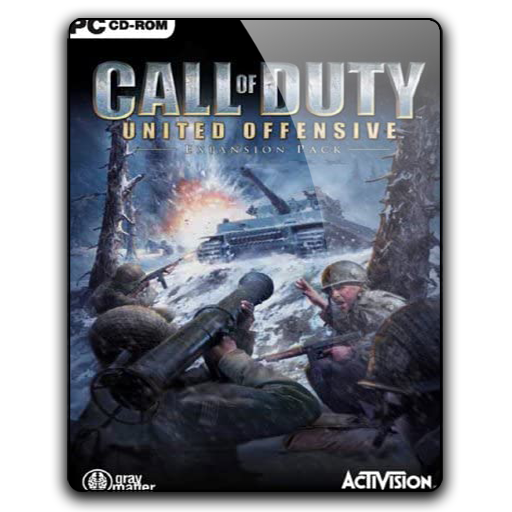 PC CD-ROM
CALL OF DUTY
UNITED OFFENSIVE
EXPANSION PACK
gray
matter
ACTIVISION